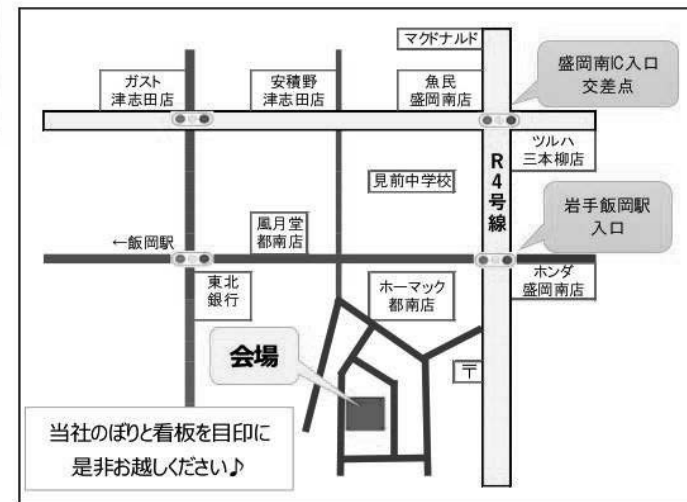 マクドナルド
ガスト
津志田店
安積野
津志田店
魚民
盛岡南店
盛岡南IC入口
交差点
ツルハ
三本柳店
見前中学校
R4号線
岩手飯岡駅
入口
風月堂
都南店
←飯岡駅
東北
銀行
ホーマック
都南店
ホンダ
盛岡南店
会場
〒
当社のぼりと看板を目印に
是非お越しください♪